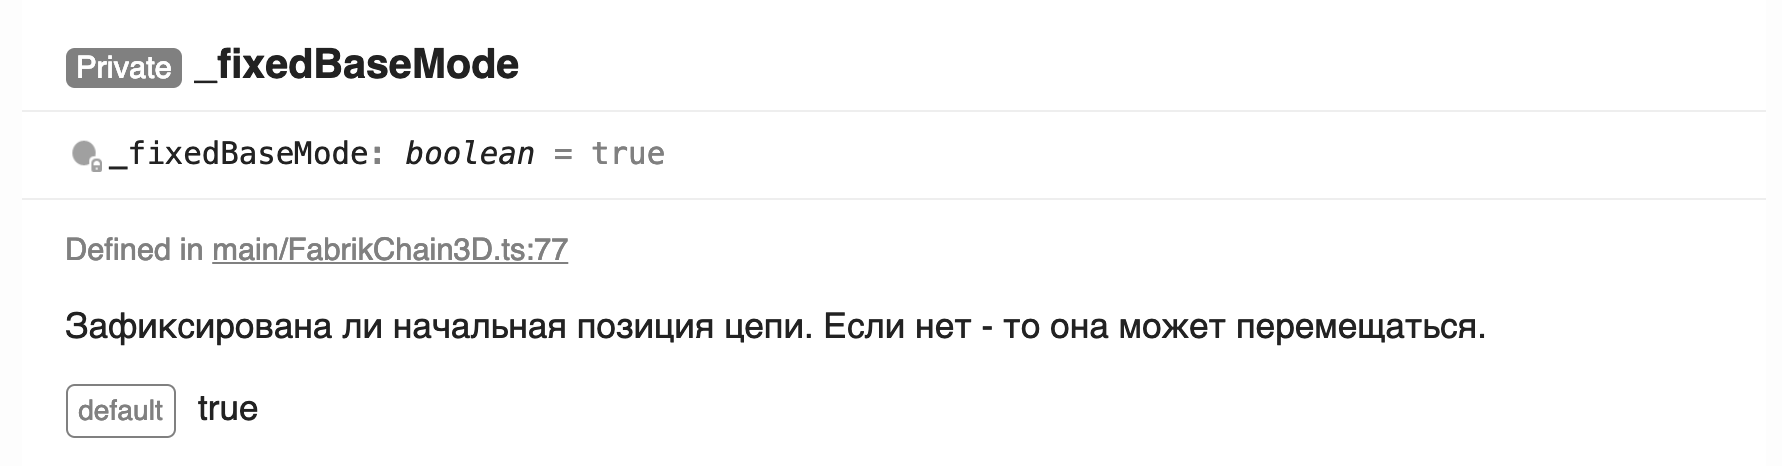 Private _fixedBaseMode
_fixedBaseMode: boolean = true
Defined in main/FabrikChain3D.ts:77
Зафиксирована ли начальная позиция цепи. Если нет - то она может перемещаться.
default true